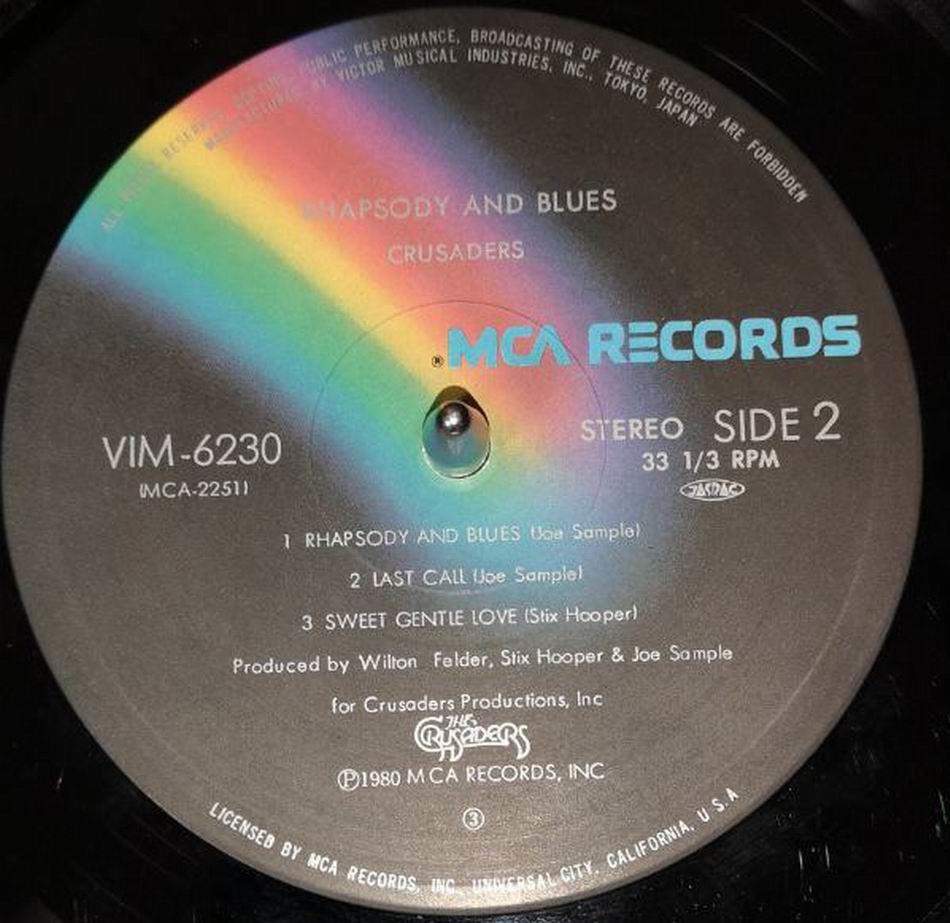 ALL RIGHTS RESERVED. COPYING, PUBLIC PERFORMANCE, BROADCASTING OF THESE RECORDS ARE FORBIDDEN
MANUFACTURED BY VICTOR MUSICAL INDUSTRIES, INC., TOKYO, JAPAN
RHAPSODY AND BLUES
CRUSADERS
® MCA RECORDS
STEREO SIDE 2
VIM-6230
33 1/3 RPM
(MCA-2251)
JASRAC
1 RHAPSODY AND BLUES (Joe Sample)
2 LAST CALL (Joe Sample)
3 SWEET GENTLE LOVE (Stix Hooper)
Produced by Wilton Felder, Stix Hooper & Joe Sample
for Crusaders Productions, Inc
THE CRUSADERS
Ⓟ1980 MCA RECORDS, INC
③
LICENSED BY MCA RECORDS, INC., UNIVERSAL CITY, CALIFORNIA, U S A